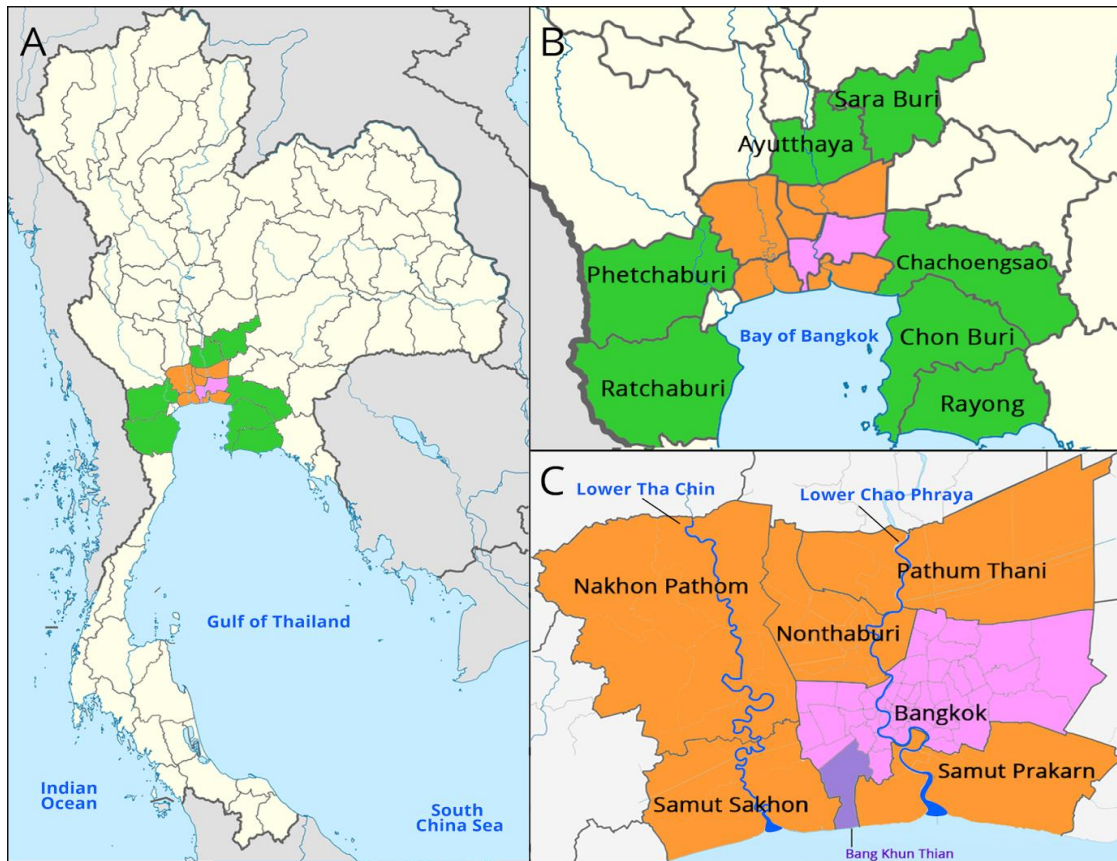 A
Gulf of Thailand
Indian
Ocean
South
China Sea
B
Sara Buri
Ayutthaya
Phetchaburi
Chachoengsao
Bay of Bangkok
Chon Buri
Ratchaburi
Rayong
C
Lower Tha Chin
Lower Chao Phraya
Nakhon Pathom
Pathum Thani
Nonthaburi
Bangkok
Samut Prakarn
Samut Sakhon
Bang Khun Thian